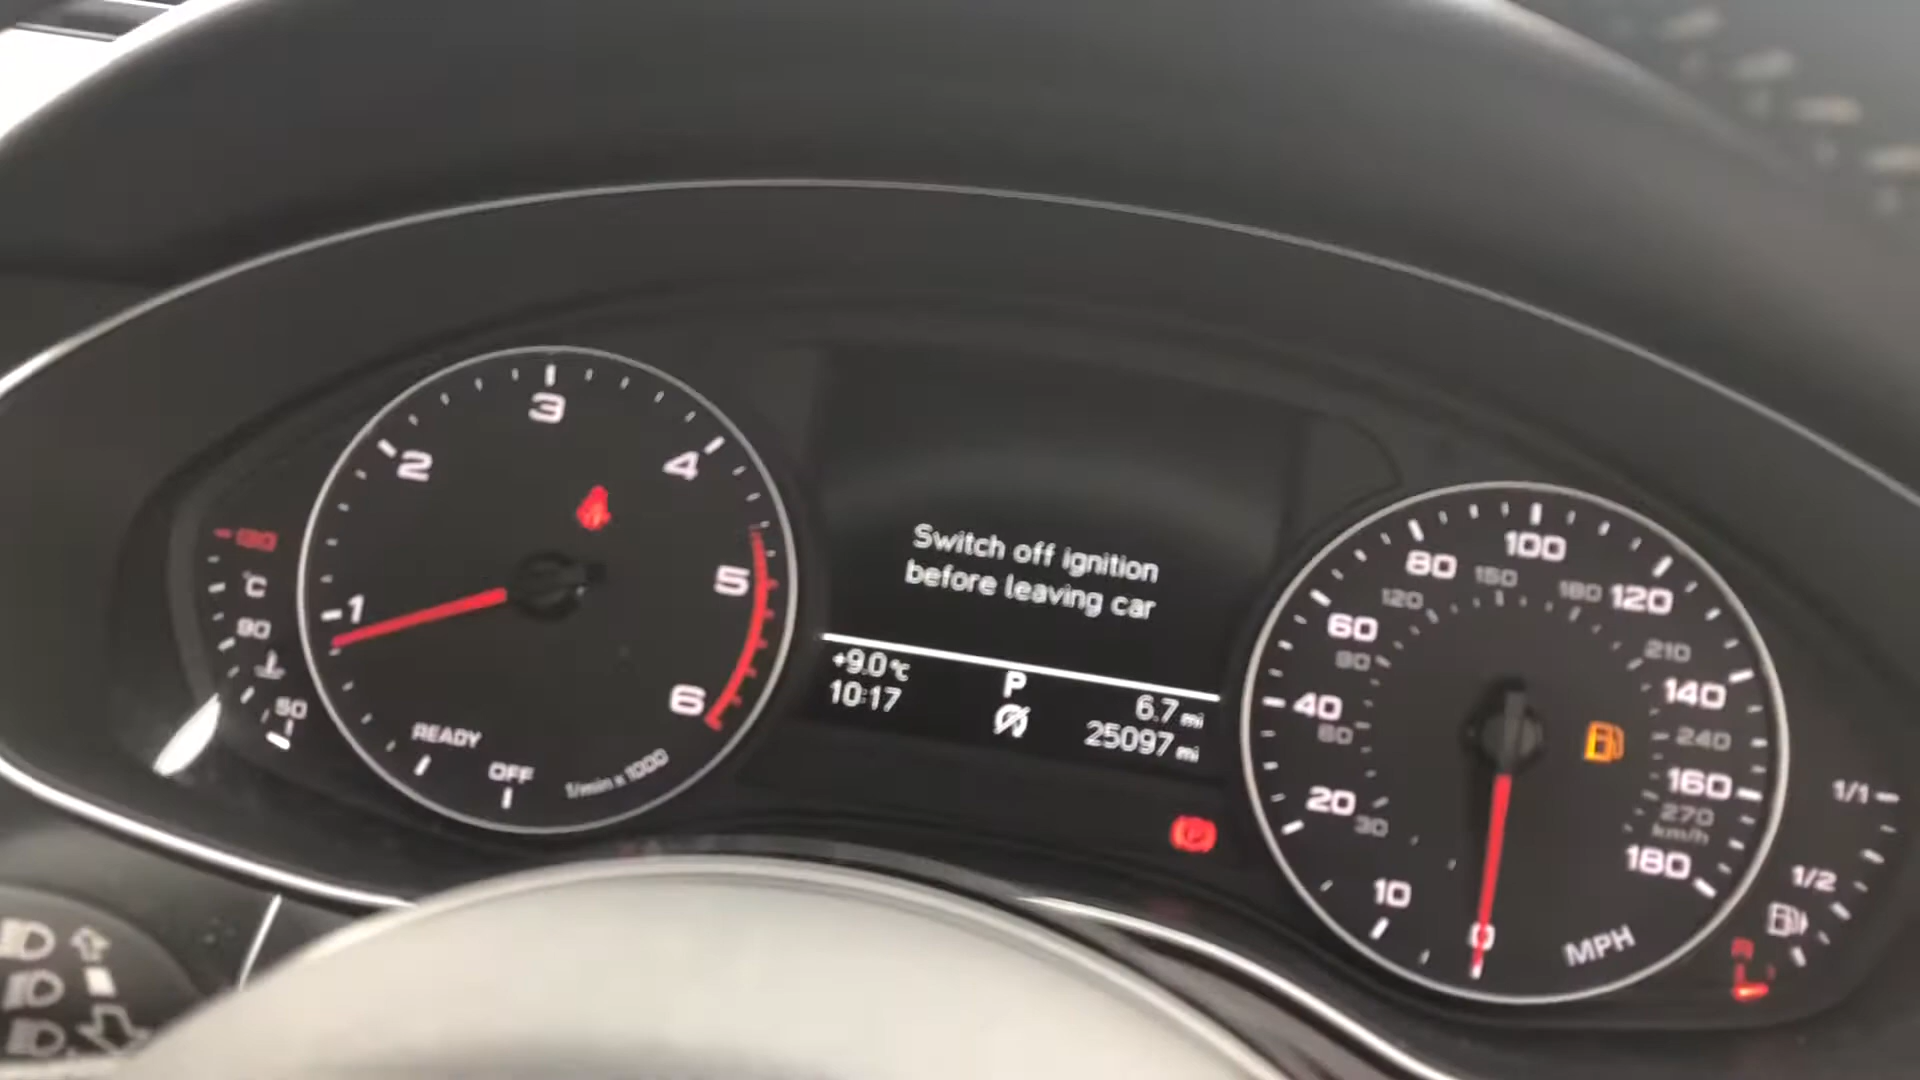 3
2
4
130
°C
90
1
5
50
6
READY
OFF
1/min x 1000
Switch off ignition
before leaving car
+9.0 °C
P
6.7 mi
10:17
25097 mi
100
80
120
150
180
120
60
80
210
40
60
140
240
20
30
160
270
km/h
180
10
0
MPH
1/1
1/2
R